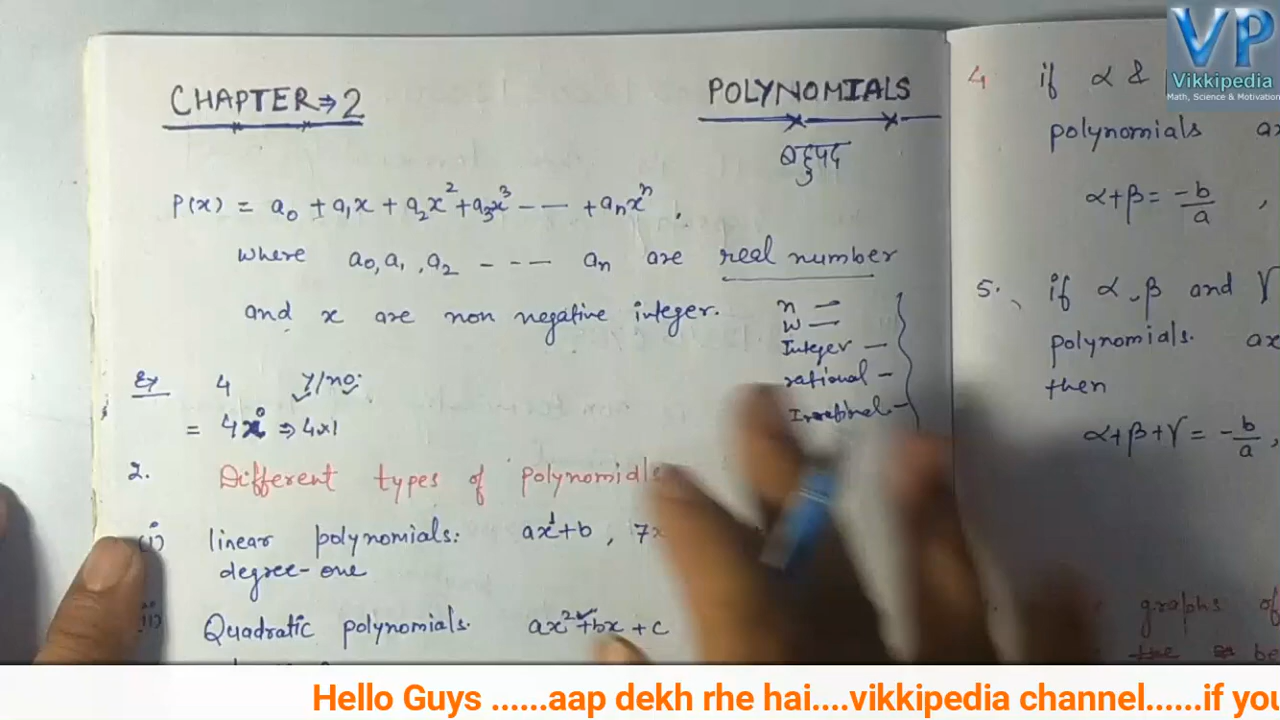 CHAPTER → 2
POLYNOMIALS
बहुपद
P(x) = a₀ + a₁x + a₂x² + a₃x³ - - - + aₙxⁿ .
where a₀, a₁, a₂ - - - aₙ are real number
and x are non negative integer.
n —
w —
Integer —
rational —
Ex 4 y/no:
= 4x⁰ ⇒ 4×1
2. Different types of polynomials
(i) linear polynomials: ax¹+b , 7x
degree-one
(ii) Quadratic polynomials. ax²+bx+c
4 if α &
polynomials
α+β = -b/a ,
5. if α, β and γ
polynomials.
then
α+β+γ = -b/a ,
graphs of
the be
VP
Vikkipedia
Math, Science & Motivation
Hello Guys ......aap dekh rhe hai....vikkipedia channel......if you